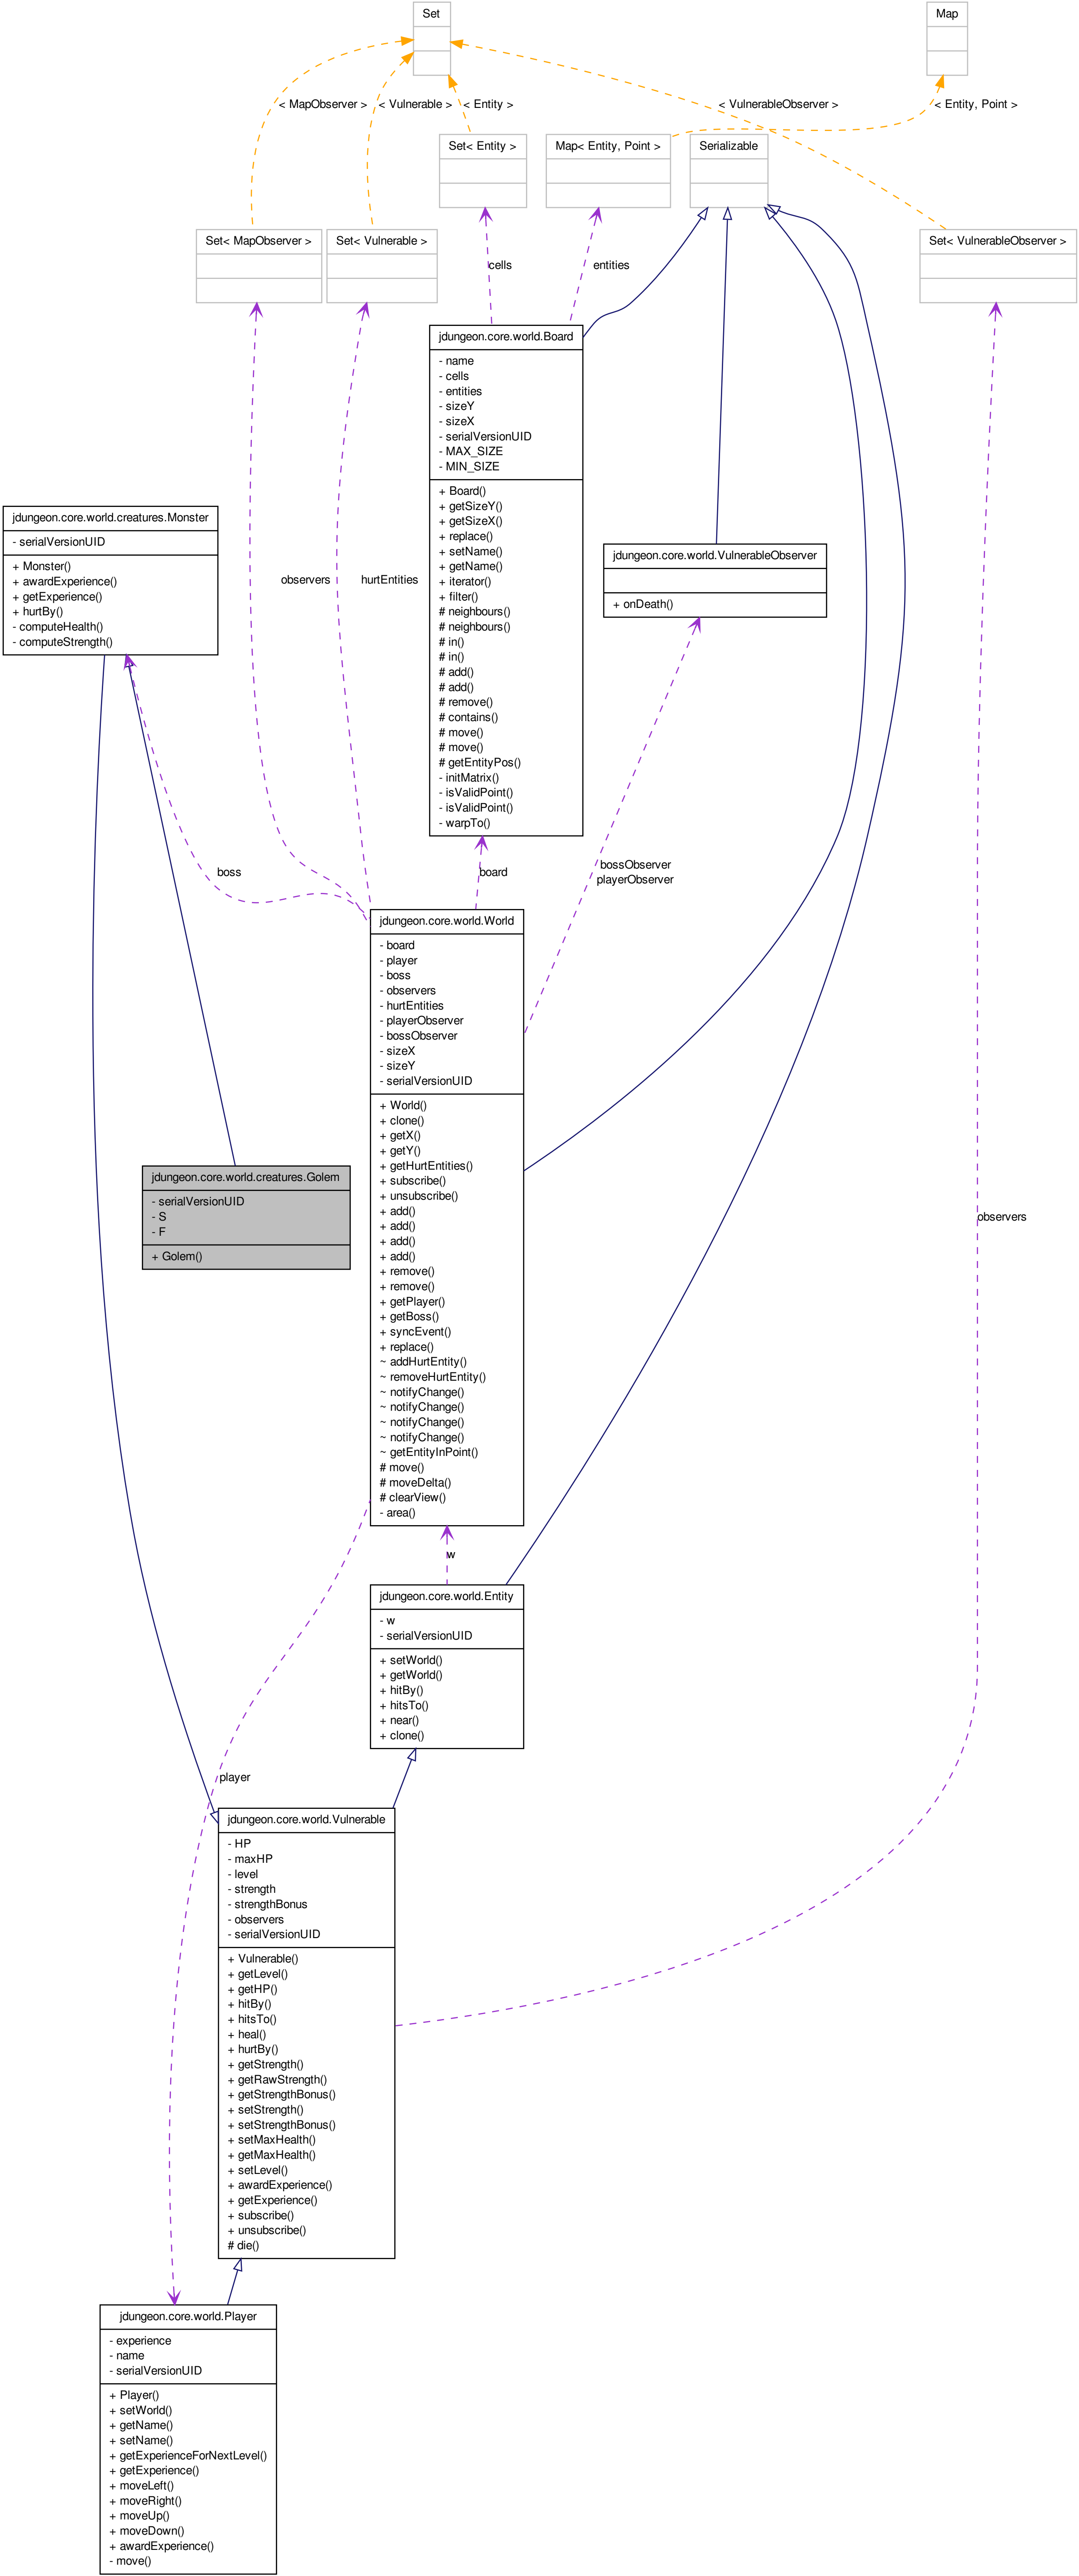 Set
Map
< MapObserver >
< Vulnerable >
< Entity >
< VulnerableObserver >
< Entity, Point >
Set< Entity >
Map< Entity, Point >
Serializable
Set< MapObserver >
Set< Vulnerable >
Set< VulnerableObserver >
cells
entities
jdungeon.core.world.Board
- name
- cells
- entities
- sizeY
- sizeX
- serialVersionUID
- MAX_SIZE
- MIN_SIZE
+ Board()
+ getSizeY()
+ getSizeX()
+ replace()
+ setName()
+ getName()
+ iterator()
+ filter()
# neighbours()
# neighbours()
# in()
# in()
# add()
# add()
# remove()
# contains()
# move()
# move()
# getEntityPos()
- initMatrix()
- isValidPoint()
- isValidPoint()
- warpTo()
jdungeon.core.world.creatures.Monster
- serialVersionUID
+ Monster()
+ awardExperience()
+ getExperience()
+ hurtBy()
- computeHealth()
- computeStrength()
observers
hurtEntities
jdungeon.core.world.VulnerableObserver
+ onDeath()
boss
board
bossObserver
playerObserver
jdungeon.core.world.World
- board
- player
- boss
- observers
- hurtEntities
- playerObserver
- bossObserver
- sizeX
- sizeY
- serialVersionUID
+ World()
+ clone()
+ getX()
+ getY()
+ getHurtEntities()
+ subscribe()
+ unsubscribe()
+ add()
+ add()
+ add()
+ add()
+ remove()
+ remove()
+ getPlayer()
+ getBoss()
+ syncEvent()
+ replace()
~ addHurtEntity()
~ removeHurtEntity()
~ notifyChange()
~ notifyChange()
~ notifyChange()
~ notifyChange()
~ getEntityInPoint()
# move()
# moveDelta()
# clearView()
- area()
jdungeon.core.world.creatures.Golem
- serialVersionUID
- S
- F
+ Golem()
observers
w
jdungeon.core.world.Entity
- w
- serialVersionUID
+ setWorld()
+ getWorld()
+ hitBy()
+ hitsTo()
+ near()
+ clone()
player
jdungeon.core.world.Vulnerable
- HP
- maxHP
- level
- strength
- strengthBonus
- observers
- serialVersionUID
+ Vulnerable()
+ getLevel()
+ getHP()
+ hitBy()
+ hitsTo()
+ heal()
+ hurtBy()
+ getStrength()
+ getRawStrength()
+ getStrengthBonus()
+ setStrength()
+ setStrengthBonus()
+ setMaxHealth()
+ getMaxHealth()
+ setLevel()
+ awardExperience()
+ getExperience()
+ subscribe()
+ unsubscribe()
# die()
jdungeon.core.world.Player
- experience
- name
- serialVersionUID
+ Player()
+ setWorld()
+ getName()
+ setName()
+ getExperienceForNextLevel()
+ getExperience()
+ moveLeft()
+ moveRight()
+ moveUp()
+ moveDown()
+ awardExperience()
- move()